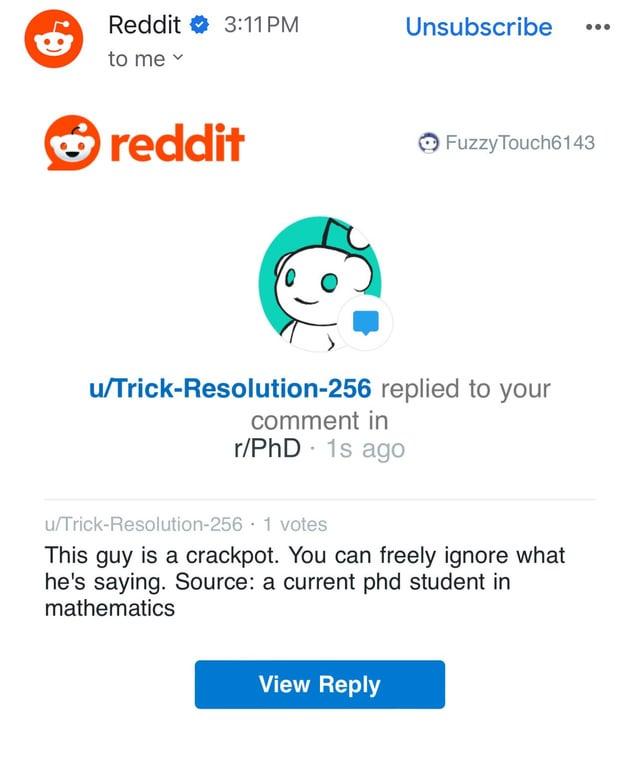 Reddit 3:11 PM Unsubscribe
to me
reddit FuzzyTouch6143
u/Trick-Resolution-256 replied to your
comment in
r/PhD · 1s ago
u/Trick-Resolution-256 · 1 votes
This guy is a crackpot. You can freely ignore what
he's saying. Source: a current phd student in
mathematics
View Reply